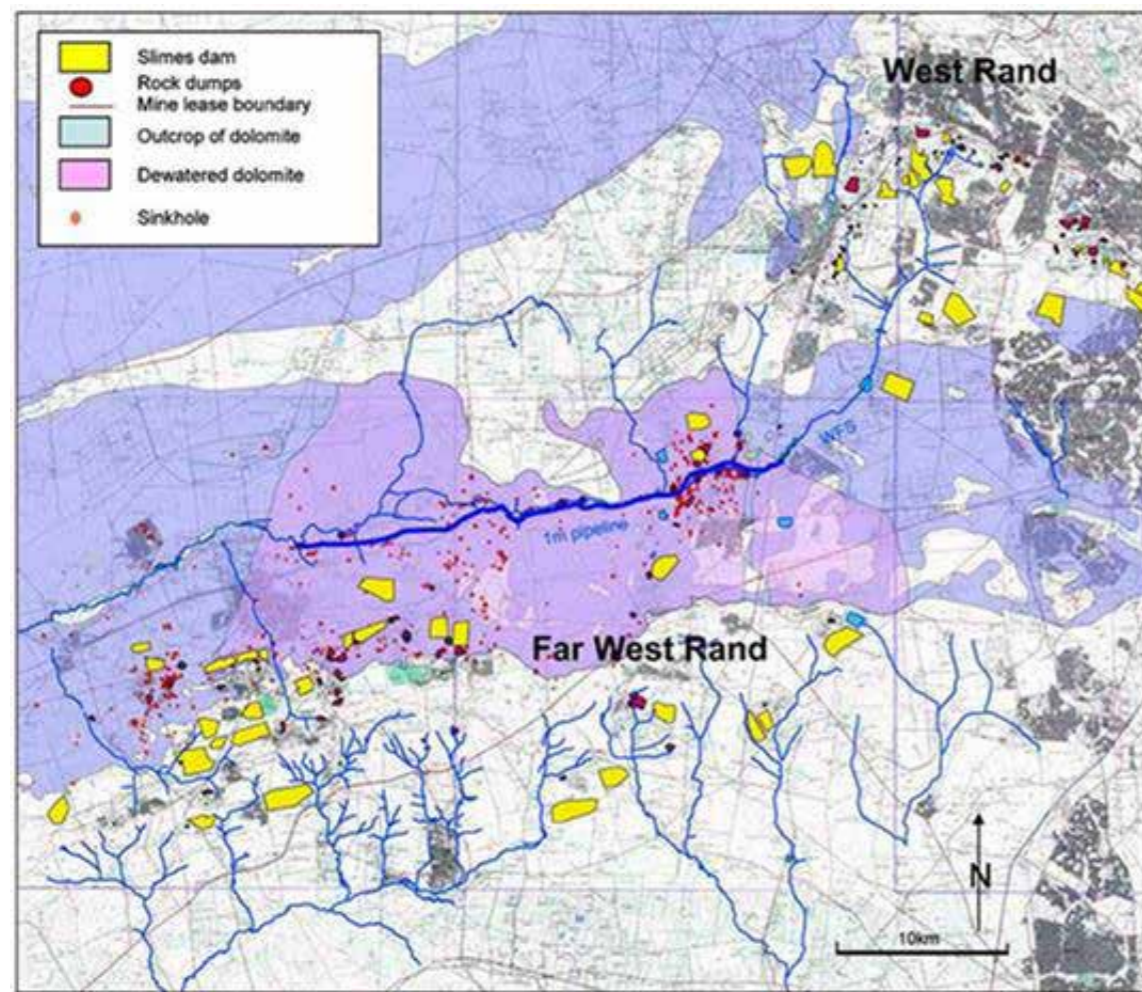 Slimes dam
Rock dumps
Mine lease boundary
Outcrop of dolomite
Dewatered dolomite
Sinkhole
West Rand
WFS
1m pipeline
Far West Rand
N
10km